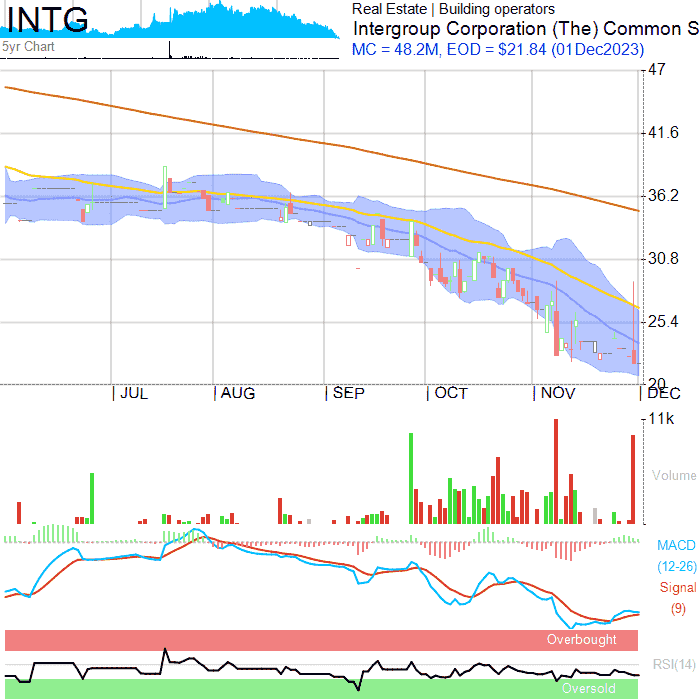 INTG
5yr Chart
Real Estate | Building operators
Intergroup Corporation (The) Common S
MC = 48.2M, EOD = $21.84 (01Dec2023)
47
41.6
36.2
30.8
25.4
20
JUL AUG SEP OCT NOV DEC
11k
Volume
MACD
(12-26)
Signal
(9)
Overbought
RSI(14)
Oversold